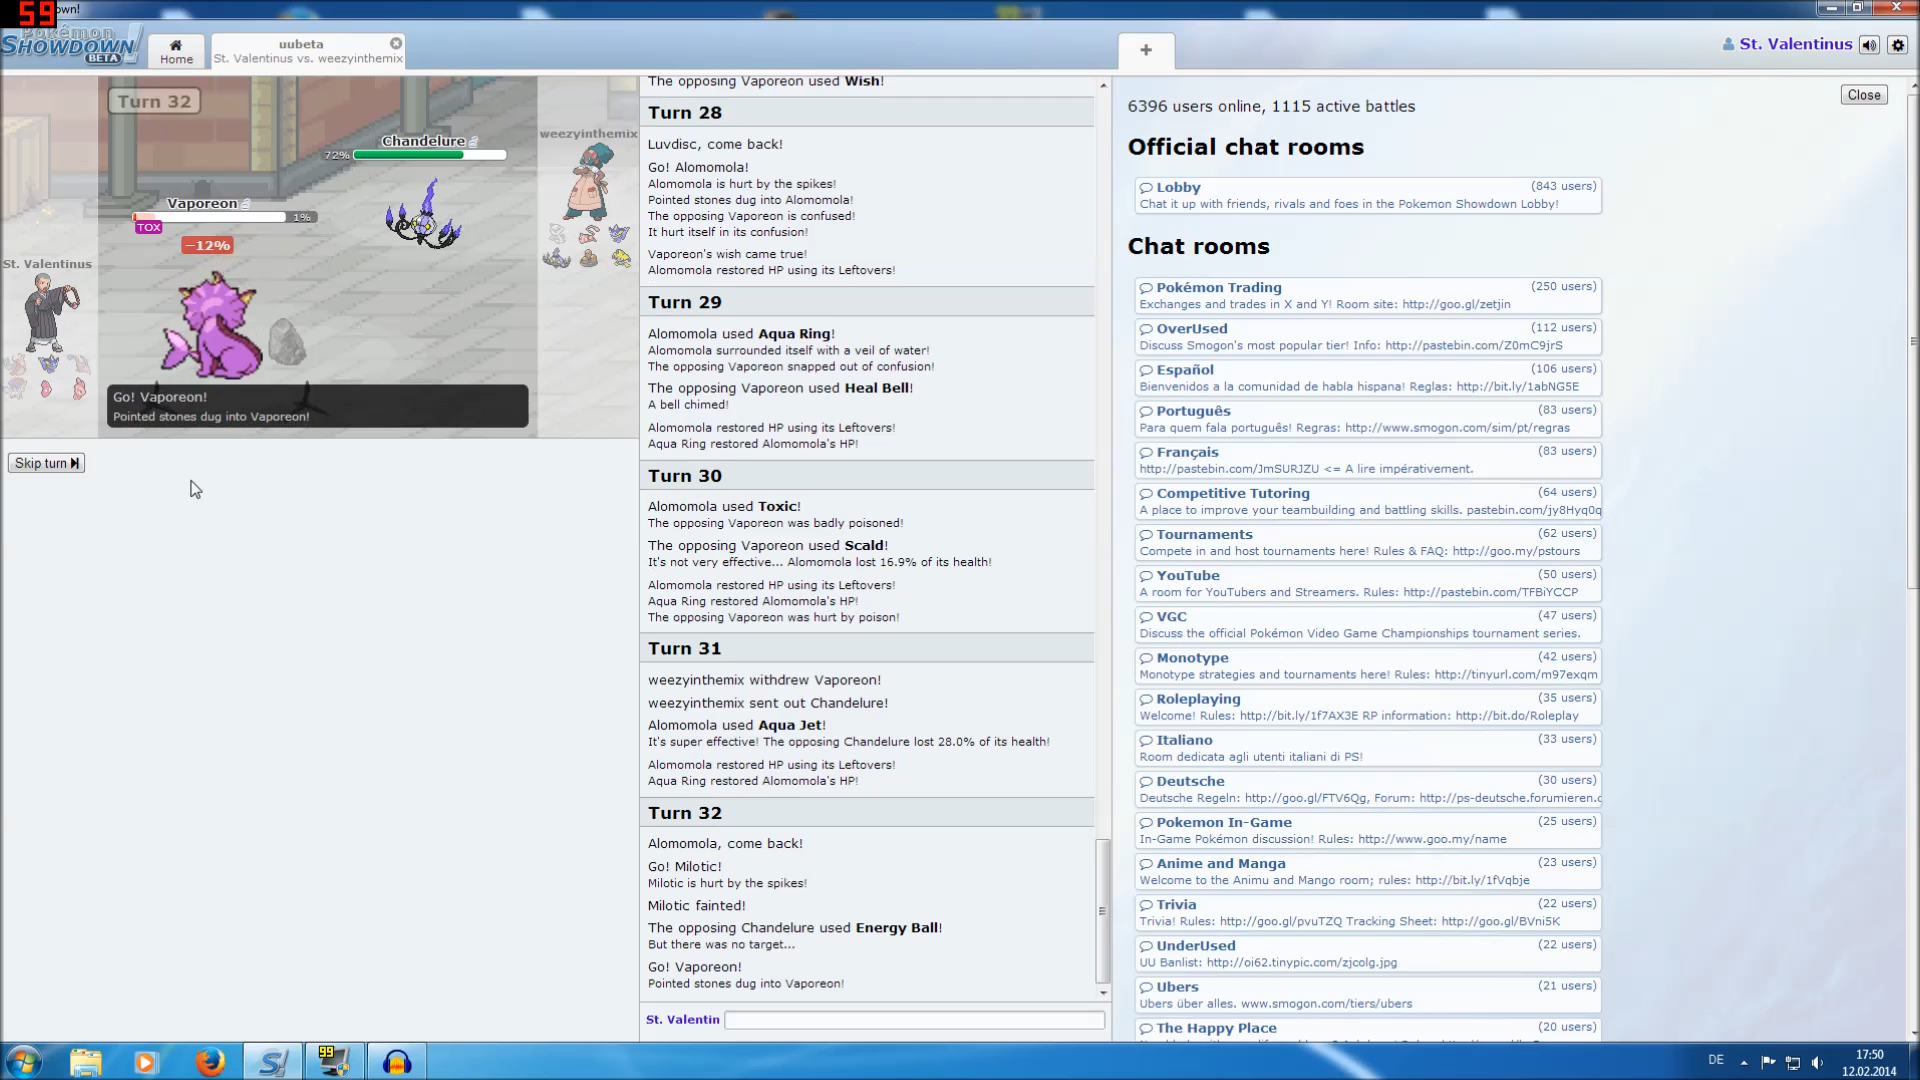 59
own!
Pokémon
SHOWDOWN!
BETA
Home
uubeta
St. Valentinus vs. weezyinthemix
+
St. Valentinus
Turn 32
Chandelure
72%
Vaporeon
1%
TOX
−12%
weezyinthemix
St. Valentinus
Go! Vaporeon!
Pointed stones dug into Vaporeon!
Skip turn
The opposing Vaporeon used Wish!
Turn 28
Luvdisc, come back!
Go! Alomomola!
Alomomola is hurt by the spikes!
Pointed stones dug into Alomomola!
The opposing Vaporeon is confused!
It hurt itself in its confusion!
Vaporeon's wish came true!
Alomomola restored HP using its Leftovers!
Turn 29
Alomomola used Aqua Ring!
Alomomola surrounded itself with a veil of water!
The opposing Vaporeon snapped out of confusion!
The opposing Vaporeon used Heal Bell!
A bell chimed!
Alomomola restored HP using its Leftovers!
Aqua Ring restored Alomomola's HP!
Turn 30
Alomomola used Toxic!
The opposing Vaporeon was badly poisoned!
The opposing Vaporeon used Scald!
It's not very effective... Alomomola lost 16.9% of its health!
Alomomola restored HP using its Leftovers!
Aqua Ring restored Alomomola's HP!
The opposing Vaporeon was hurt by poison!
Turn 31
weezyinthemix withdrew Vaporeon!
weezyinthemix sent out Chandelure!
Alomomola used Aqua Jet!
It's super effective! The opposing Chandelure lost 28.0% of its health!
Alomomola restored HP using its Leftovers!
Aqua Ring restored Alomomola's HP!
Turn 32
Alomomola, come back!
Go! Milotic!
Milotic is hurt by the spikes!
Milotic fainted!
The opposing Chandelure used Energy Ball!
But there was no target...
Go! Vaporeon!
Pointed stones dug into Vaporeon!
St. Valentin
Close
6396 users online, 1115 active battles
Official chat rooms
Lobby (843 users)
Chat it up with friends, rivals and foes in the Pokemon Showdown Lobby!
Chat rooms
Pokémon Trading (250 users)
Exchanges and trades in X and Y! Room site: http://goo.gl/zetjin
OverUsed (112 users)
Discuss Smogon's most popular tier! Info: http://pastebin.com/Z0mC9jrS
Español (106 users)
Bienvenidos a la comunidad de habla hispana! Reglas: http://bit.ly/1abNG5E
Português (83 users)
Para quem fala português! Regras: http://www.smogon.com/sim/pt/regras
Français (83 users)
http://pastebin.com/JmSURJZU <= A lire impérativement.
Competitive Tutoring (64 users)
A place to improve your teambuilding and battling skills. pastebin.com/jy8Hyq0q
Tournaments (62 users)
Compete in and host tournaments here! Rules & FAQ: http://goo.my/pstours
YouTube (50 users)
A room for YouTubers and Streamers. Rules: http://pastebin.com/TFBiYCCP
VGC (47 users)
Discuss the official Pokémon Video Game Championships tournament series.
Monotype (42 users)
Monotype strategies and tournaments here! Rules: http://tinyurl.com/m97exqm
Roleplaying (35 users)
Welcome! Rules: http://bit.ly/1f7AX3E RP information: http://bit.do/Roleplay
Italiano (33 users)
Room dedicata agli utenti italiani di PS!
Deutsche (30 users)
Deutsche Regeln: http://goo.gl/FTV6Qg, Forum: http://ps-deutsche.forumieren.c
Pokemon In-Game (25 users)
In-Game Pokémon discussion! Rules: http://www.goo.my/name
Anime and Manga (23 users)
Welcome to the Animu and Mango room; rules: http://bit.ly/1fVqbje
Trivia (22 users)
Trivia! Rules: http://goo.gl/pvuTZQ Tracking Sheet: http://goo.gl/BVni5K
UnderUsed (22 users)
UU Banlist: http://oi62.tinypic.com/zjcolg.jpg
Ubers (21 users)
Ubers über alles. www.smogon.com/tiers/ubers
The Happy Place (20 users)
99
DE
17:50
12.02.2014